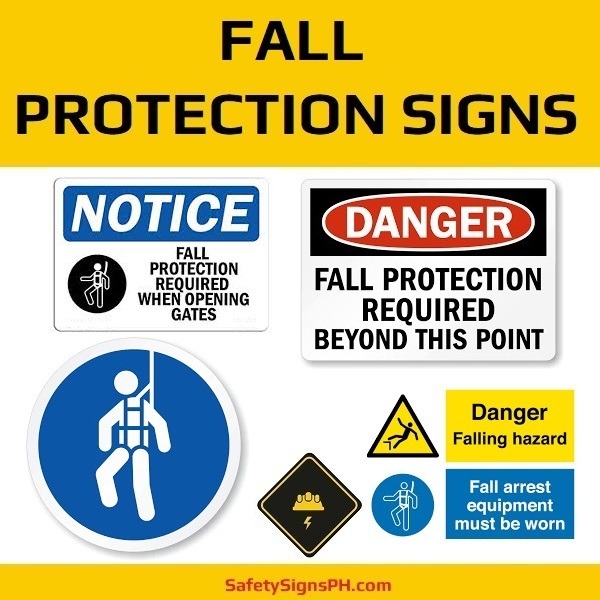 FALL
PROTECTION SIGNS
NOTICE
FALL
PROTECTION
REQUIRED
WHEN OPENING
GATES
DANGER
FALL PROTECTION
REQUIRED
BEYOND THIS POINT
Danger
Falling hazard
Fall arrest
equipment
must be worn
SafetySignsPH.com